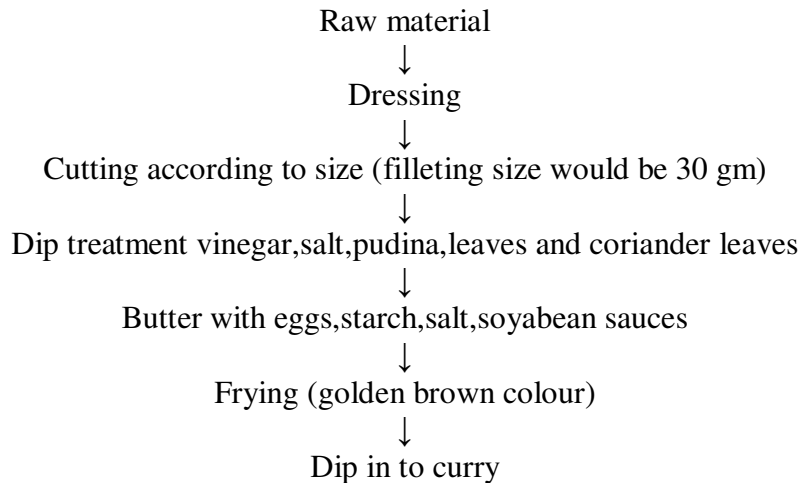 Raw material
↓
Dressing
↓
Cutting according to size (filleting size would be 30 gm)
↓
Dip treatment vinegar,salt,pudina,leaves and coriander leaves
↓
Butter with eggs,starch,salt,soyabean sauces
↓
Frying (golden brown colour)
↓
Dip in to curry